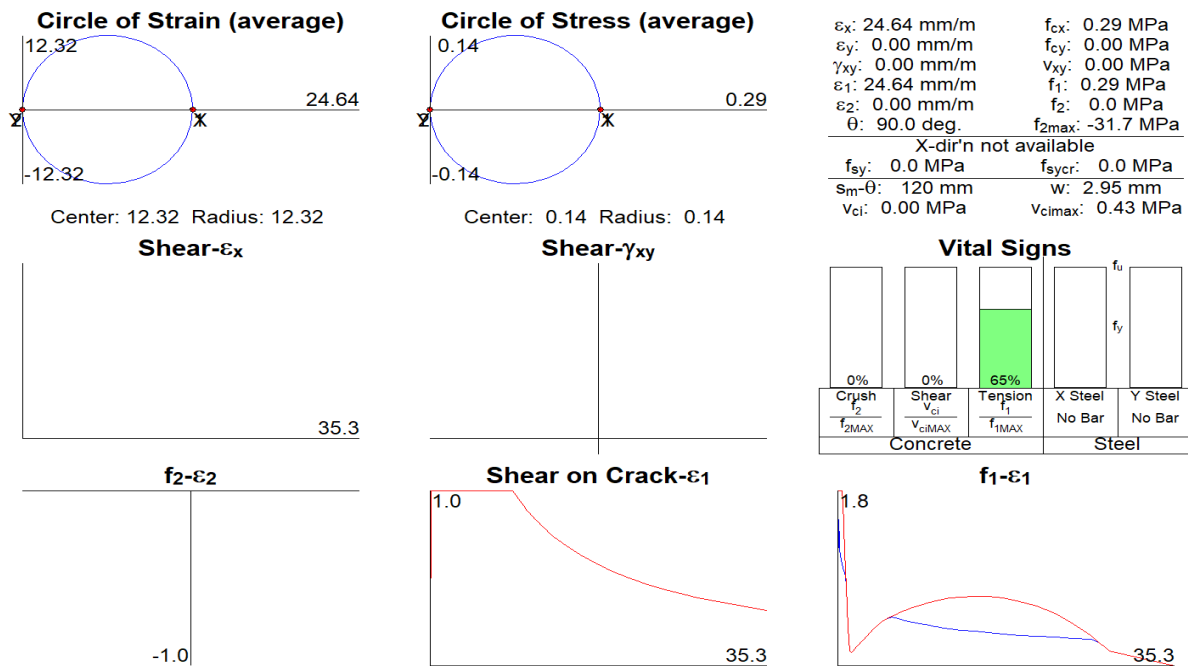 Circle of Strain (average)
12.32
24.64
Y
2
X
1
-12.32
Center: 12.32 Radius: 12.32
Circle of Stress (average)
0.14
0.29
Y
2
X
1
-0.14
Center: 0.14 Radius: 0.14
εx: 24.64 mm/m fcx: 0.29 MPa
εy: 0.00 mm/m fcy: 0.00 MPa
γxy: 0.00 mm/m vxy: 0.00 MPa
ε1: 24.64 mm/m f1: 0.29 MPa
ε2: 0.00 mm/m f2: 0.0 MPa
θ: 90.0 deg. f2max: -31.7 MPa
X-dir'n not available
fsy: 0.0 MPa fsycr: 0.0 MPa
sm-θ: 120 mm w: 2.95 mm
vci: 0.00 MPa vcimax: 0.43 MPa
Shear-εx
35.3
Shear-γxy
Vital Signs
fu
fy
0% 0% 65%
Crush Shear Tension X Steel Y Steel
f2 vci f1 No Bar No Bar
f2MAX vciMAX f1MAX
Concrete Steel
f2-ε2
-1.0
Shear on Crack-ε1
1.0
35.3
f1-ε1
1.8
35.3